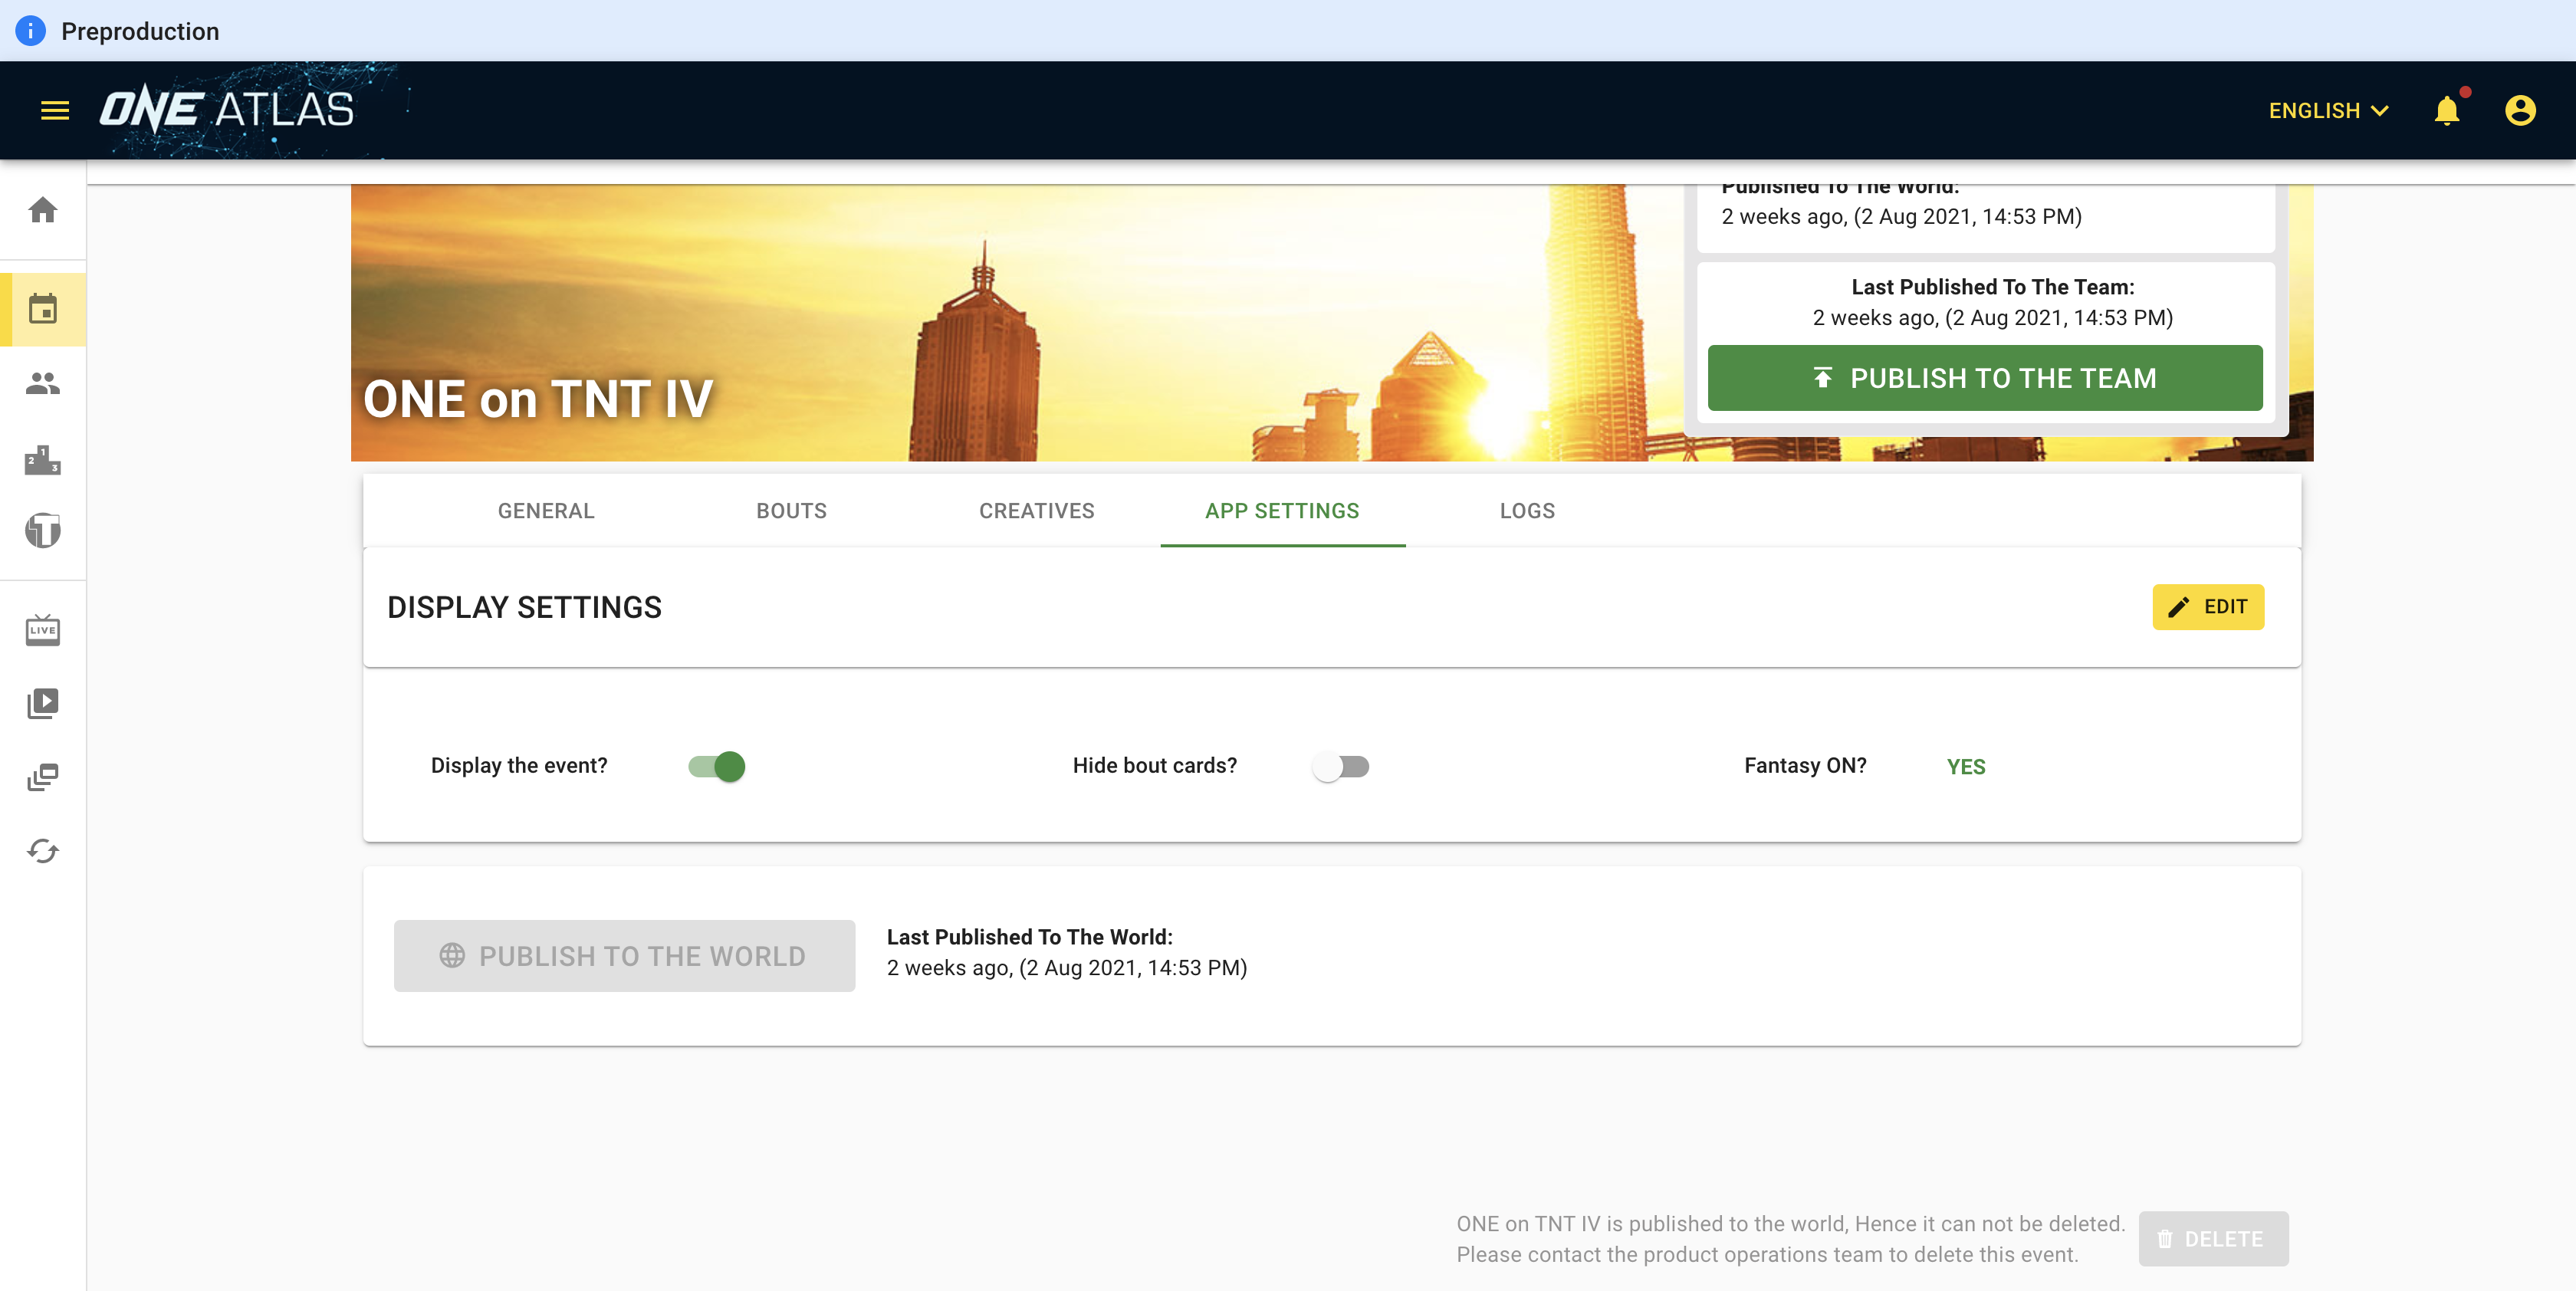 Preproduction
ONE ATLAS
ENGLISH
Published To The World:
2 weeks ago, (2 Aug 2021, 14:53 PM)
Last Published To The Team:
2 weeks ago, (2 Aug 2021, 14:53 PM)
PUBLISH TO THE TEAM
ONE on TNT IV
GENERAL
BOUTS
CREATIVES
APP SETTINGS
LOGS
DISPLAY SETTINGS
EDIT
Display the event?
Hide bout cards?
Fantasy ON?
YES
LIVE
PUBLISH TO THE WORLD
Last Published To The World:
2 weeks ago, (2 Aug 2021, 14:53 PM)
ONE on TNT IV is published to the world, Hence it can not be deleted.
Please contact the product operations team to delete this event.
DELETE